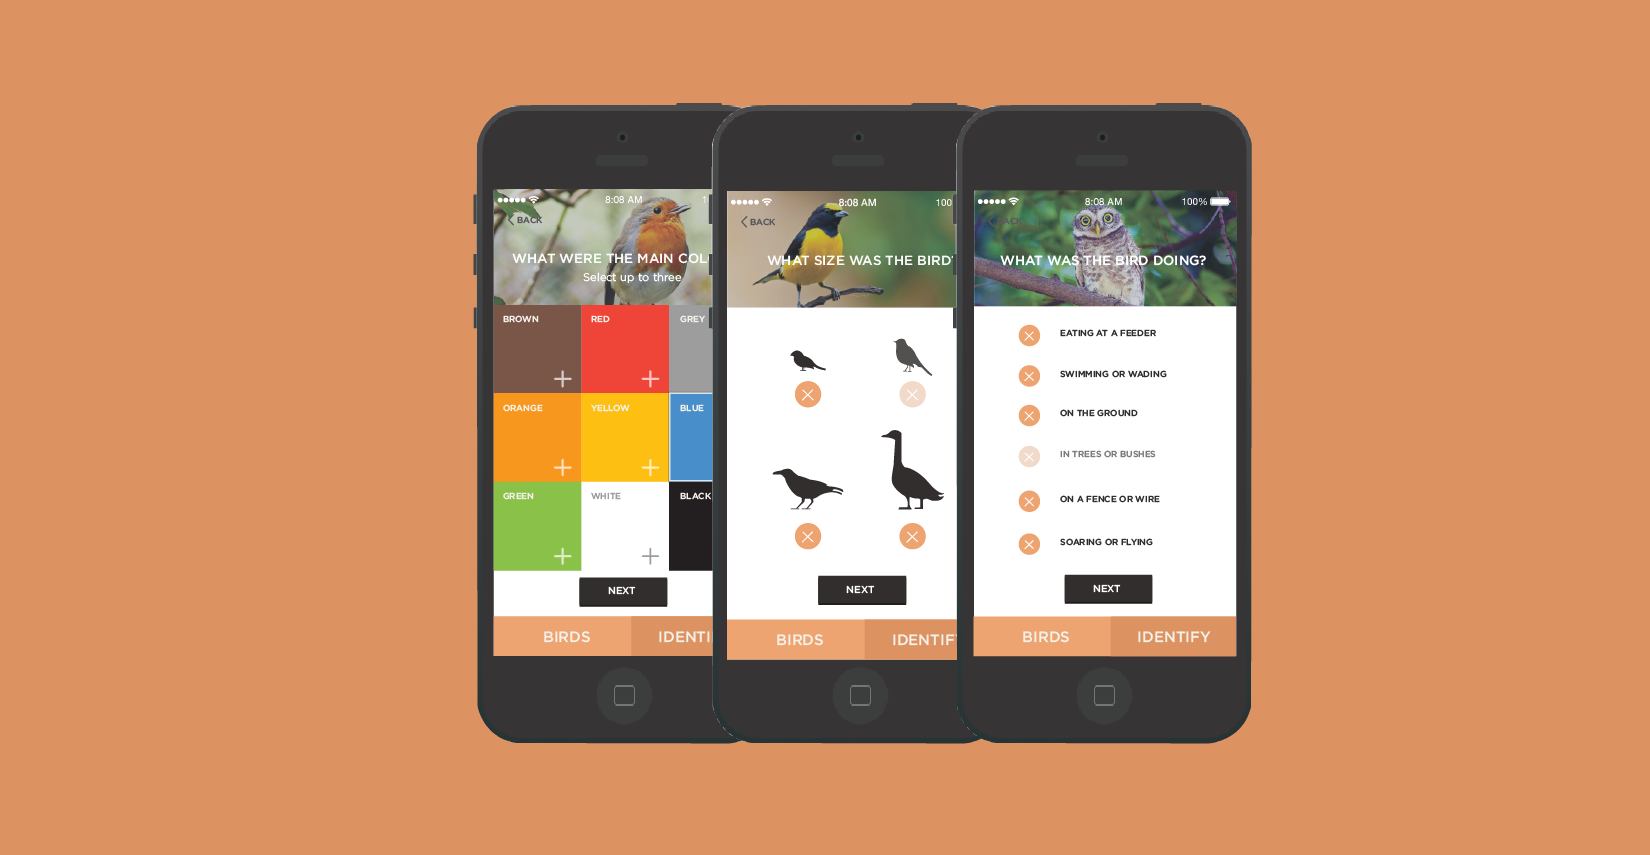 8:08 AM
BACK
WHAT WERE THE MAIN COL
Select up to three
BROWN
RED
GREY
ORANGE
YELLOW
BLUE
GREEN
WHITE
BLACK
NEXT
BIRDS
IDENTI
8:08 AM
100
BACK
WHAT SIZE WAS THE BIRD?
NEXT
BIRDS
IDENTIFY
8:08 AM
100%
BACK
WHAT WAS THE BIRD DOING?
EATING AT A FEEDER
SWIMMING OR WADING
ON THE GROUND
IN TREES OR BUSHES
ON A FENCE OR WIRE
SOARING OR FLYING
NEXT
BIRDS
IDENTIFY